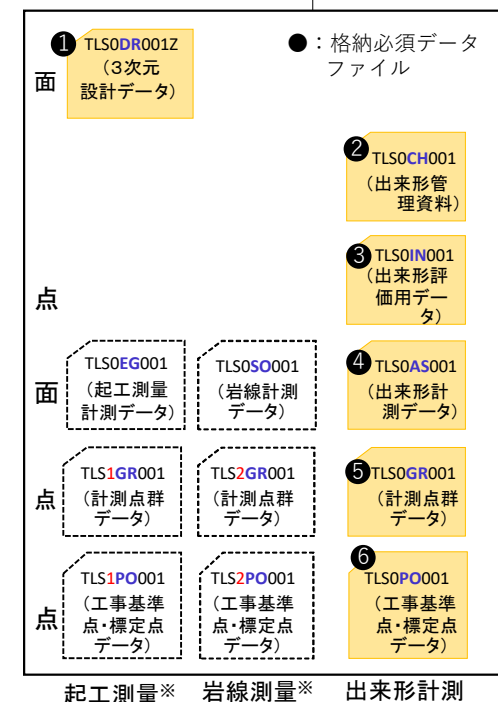 ❶ TLS0DR001Z
（３次元
設計データ）
面
●：格納必須データ
ファイル
❷ TLS0CH001
（出来形管
理資料）
❸ TLS0IN001
（出来形評
価用デー
タ）
点
TLS0EG001
（起工測量
計測データ）
TLS0SO001
（岩線計測
データ）
❹ TLS0AS001
（出来形計
測データ）
面
TLS1GR001
（計測点群
データ）
TLS2GR001
（計測点群
データ）
❺ TLS0GR001
（計測点群
データ）
点
TLS1PO001
（工事基準
点・標定点
データ）
TLS2PO001
（工事基準
点・標定点
データ）
❻
TLS0PO001
（工事基準
点・標定点
データ）
点
起工測量※ 岩線測量※ 出来形計測